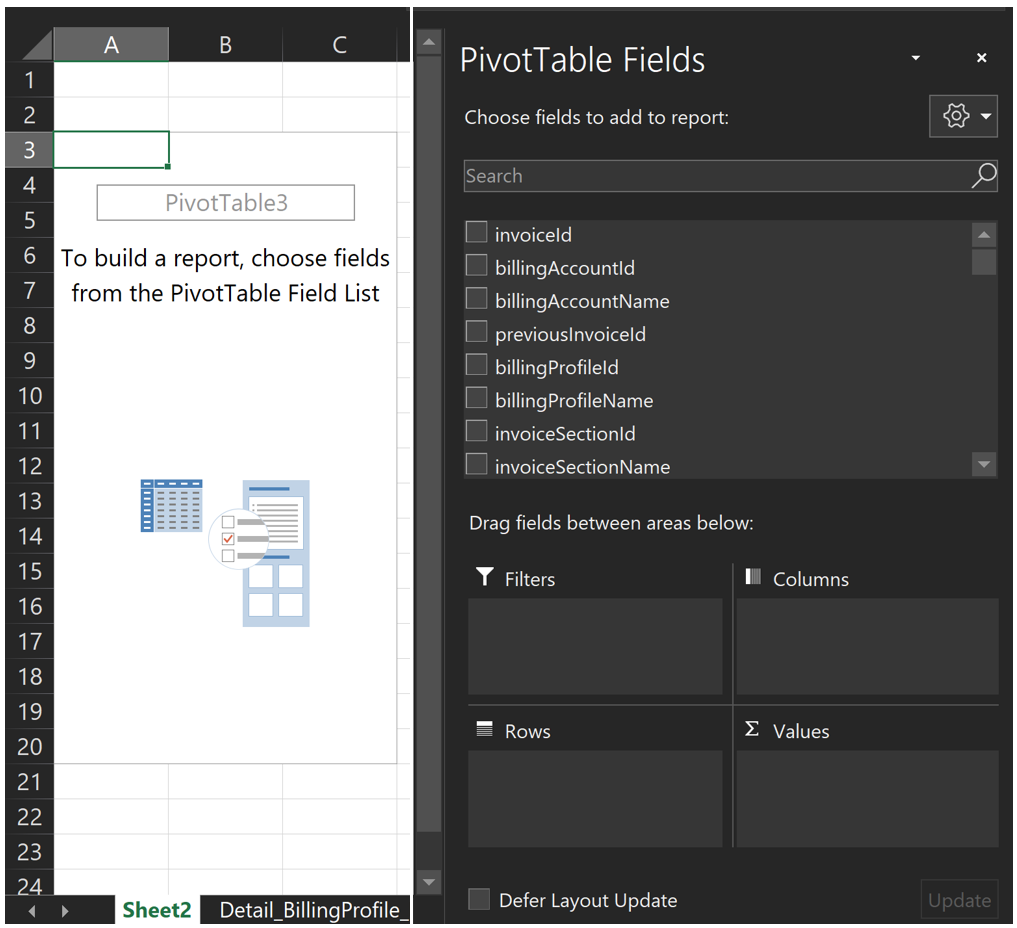 A B C
1
2
3
4
PivotTable3
5
6
To build a report, choose fields
7
from the PivotTable Field List
8
9
10
11
12
13
14
15
16
17
18
19
20
21
22
23
24
Sheet2 Detail_BillingProfile_
PivotTable Fields
Choose fields to add to report:
Search
invoiceId
billingAccountId
billingAccountName
previousInvoiceId
billingProfileId
billingProfileName
invoiceSectionId
invoiceSectionName
Drag fields between areas below:
Filters
Columns
Rows
Σ Values
Defer Layout Update
Update